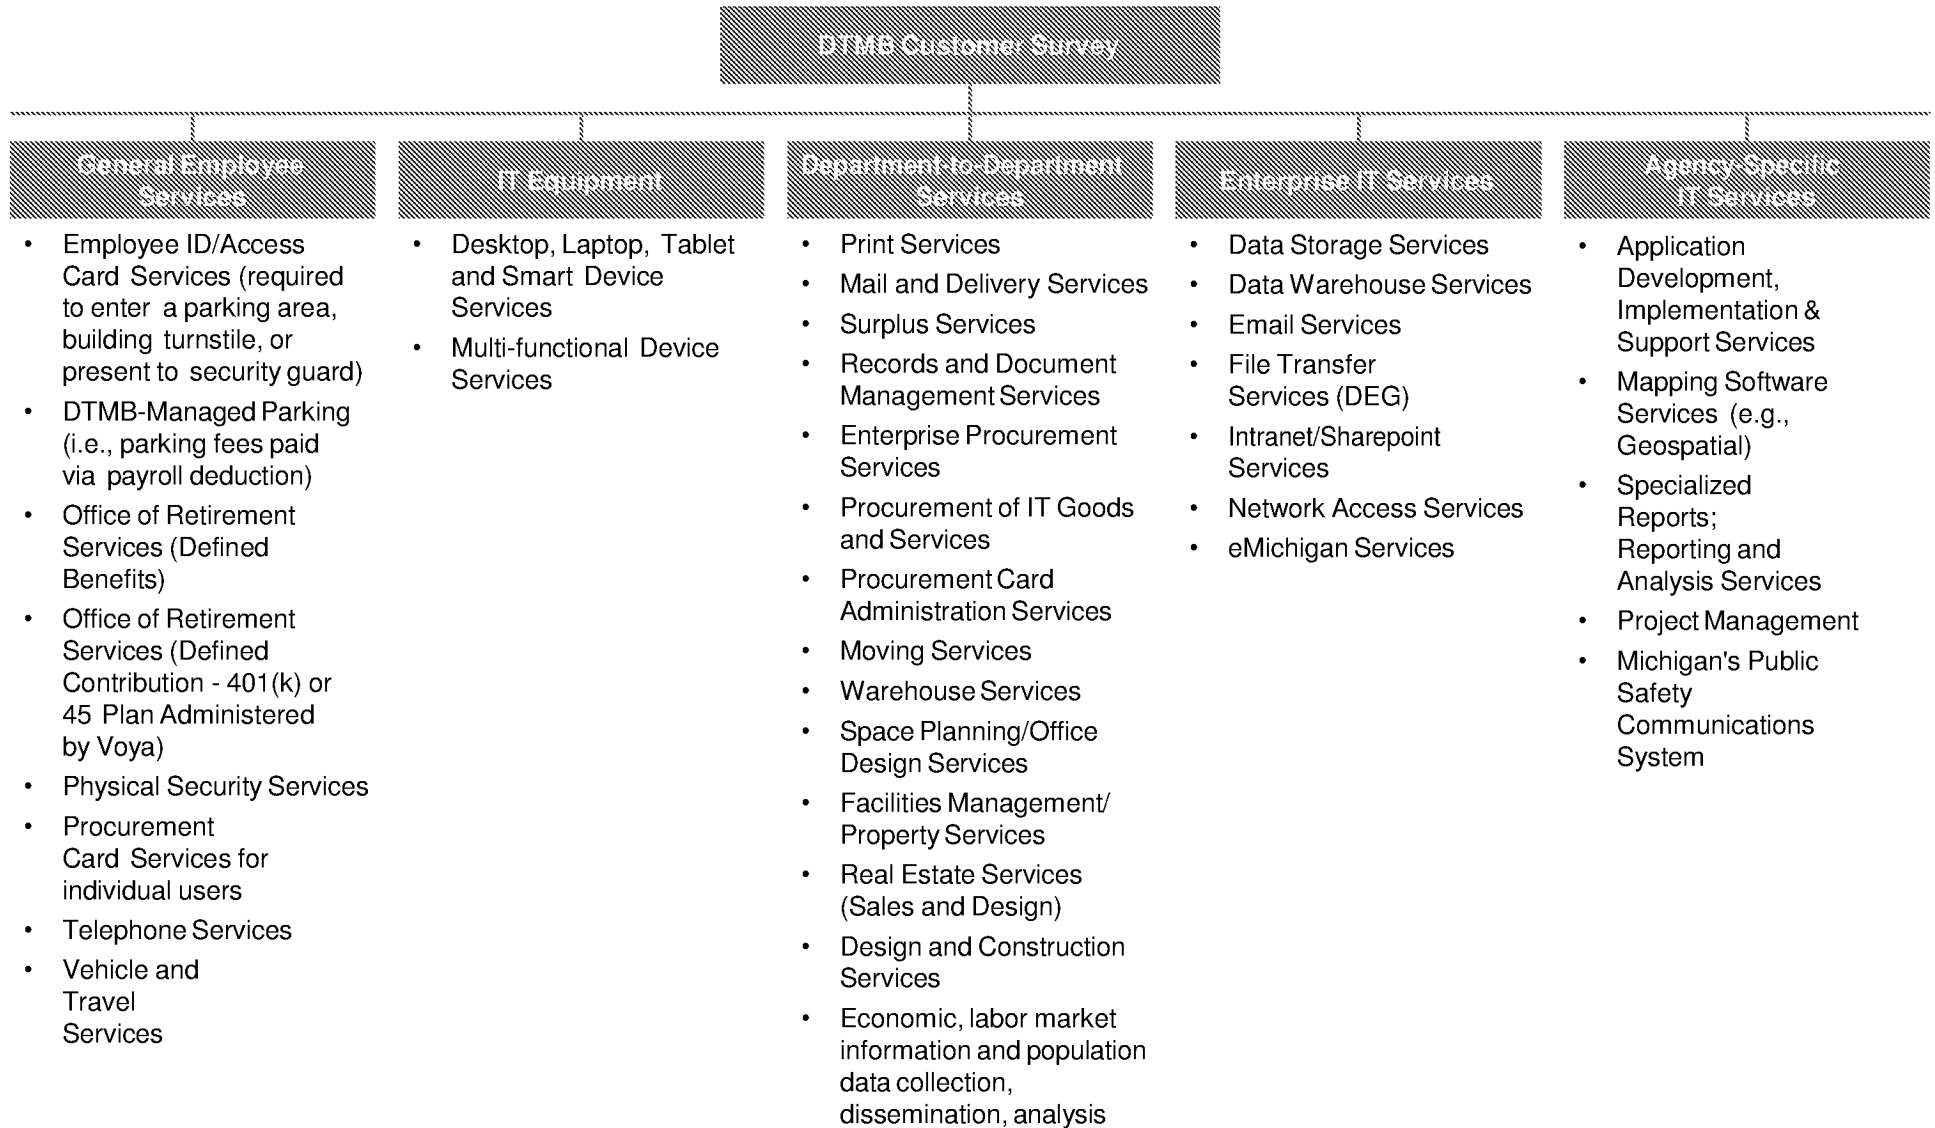 DTMB Customer Survey
General Employee
Services
Employee ID/Access
Card Services (required
to enter a parking area,
building turnstile, or
present to security guard)
DTMB-Managed Parking
(i.e., parking fees paid
via payroll deduction)
Office of Retirement
Services (Defined
Benefits)
Office of Retirement
Services (Defined
Contribution - 401(k) or
45 Plan Administered
by Voya)
Physical Security Services
Procurement
Card Services for
individual users
Telephone Services
Vehicle and
Travel
Services
IT Equipment
Desktop, Laptop, Tablet
and Smart Device
Services
Multi-functional Device
Services
Department-to-Department
Services
Print Services
Mail and Delivery Services
Surplus Services
Records and Document
Management Services
Enterprise Procurement
Services
Procurement of IT Goods
and Services
Procurement Card
Administration Services
Moving Services
Warehouse Services
Space Planning/Office
Design Services
Facilities Management/
Property Services
Real Estate Services
(Sales and Design)
Design and Construction
Services
Economic, labor market
information and population
data collection,
dissemination, analysis
Enterprise IT Services
Data Storage Services
Data Warehouse Services
Email Services
File Transfer
Services (DEG)
Intranet/Sharepoint
Services
Network Access Services
eMichigan Services
Agency-Specific
IT Services
Application
Development,
Implementation &
Support Services
Mapping Software
Services (e.g.,
Geospatial)
Specialized
Reports;
Reporting and
Analysis Services
Project Management
Michigan's Public
Safety
Communications
System